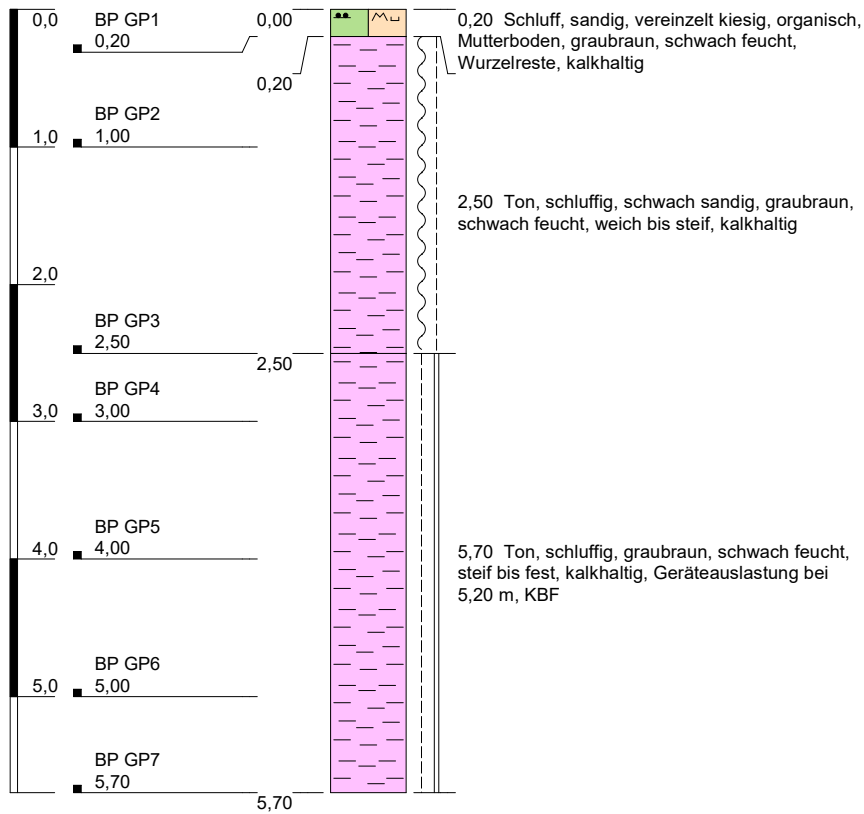 0,0
BP GP1
0,20
0,00
0,20
0,20 Schluff, sandig, vereinzelt kiesig, organisch,
Mutterboden, graubraun, schwach feucht,
Wurzelreste, kalkhaltig
BP GP2
1,00
1,0
2,50 Ton, schluffig, schwach sandig, graubraun,
schwach feucht, weich bis steif, kalkhaltig
2,0
BP GP3
2,50
2,50
BP GP4
3,00
3,0
BP GP5
4,00
4,0
5,70 Ton, schluffig, graubraun, schwach feucht,
steif bis fest, kalkhaltig, Geräteauslastung bei
5,20 m, KBF
BP GP6
5,00
5,0
BP GP7
5,70
5,70